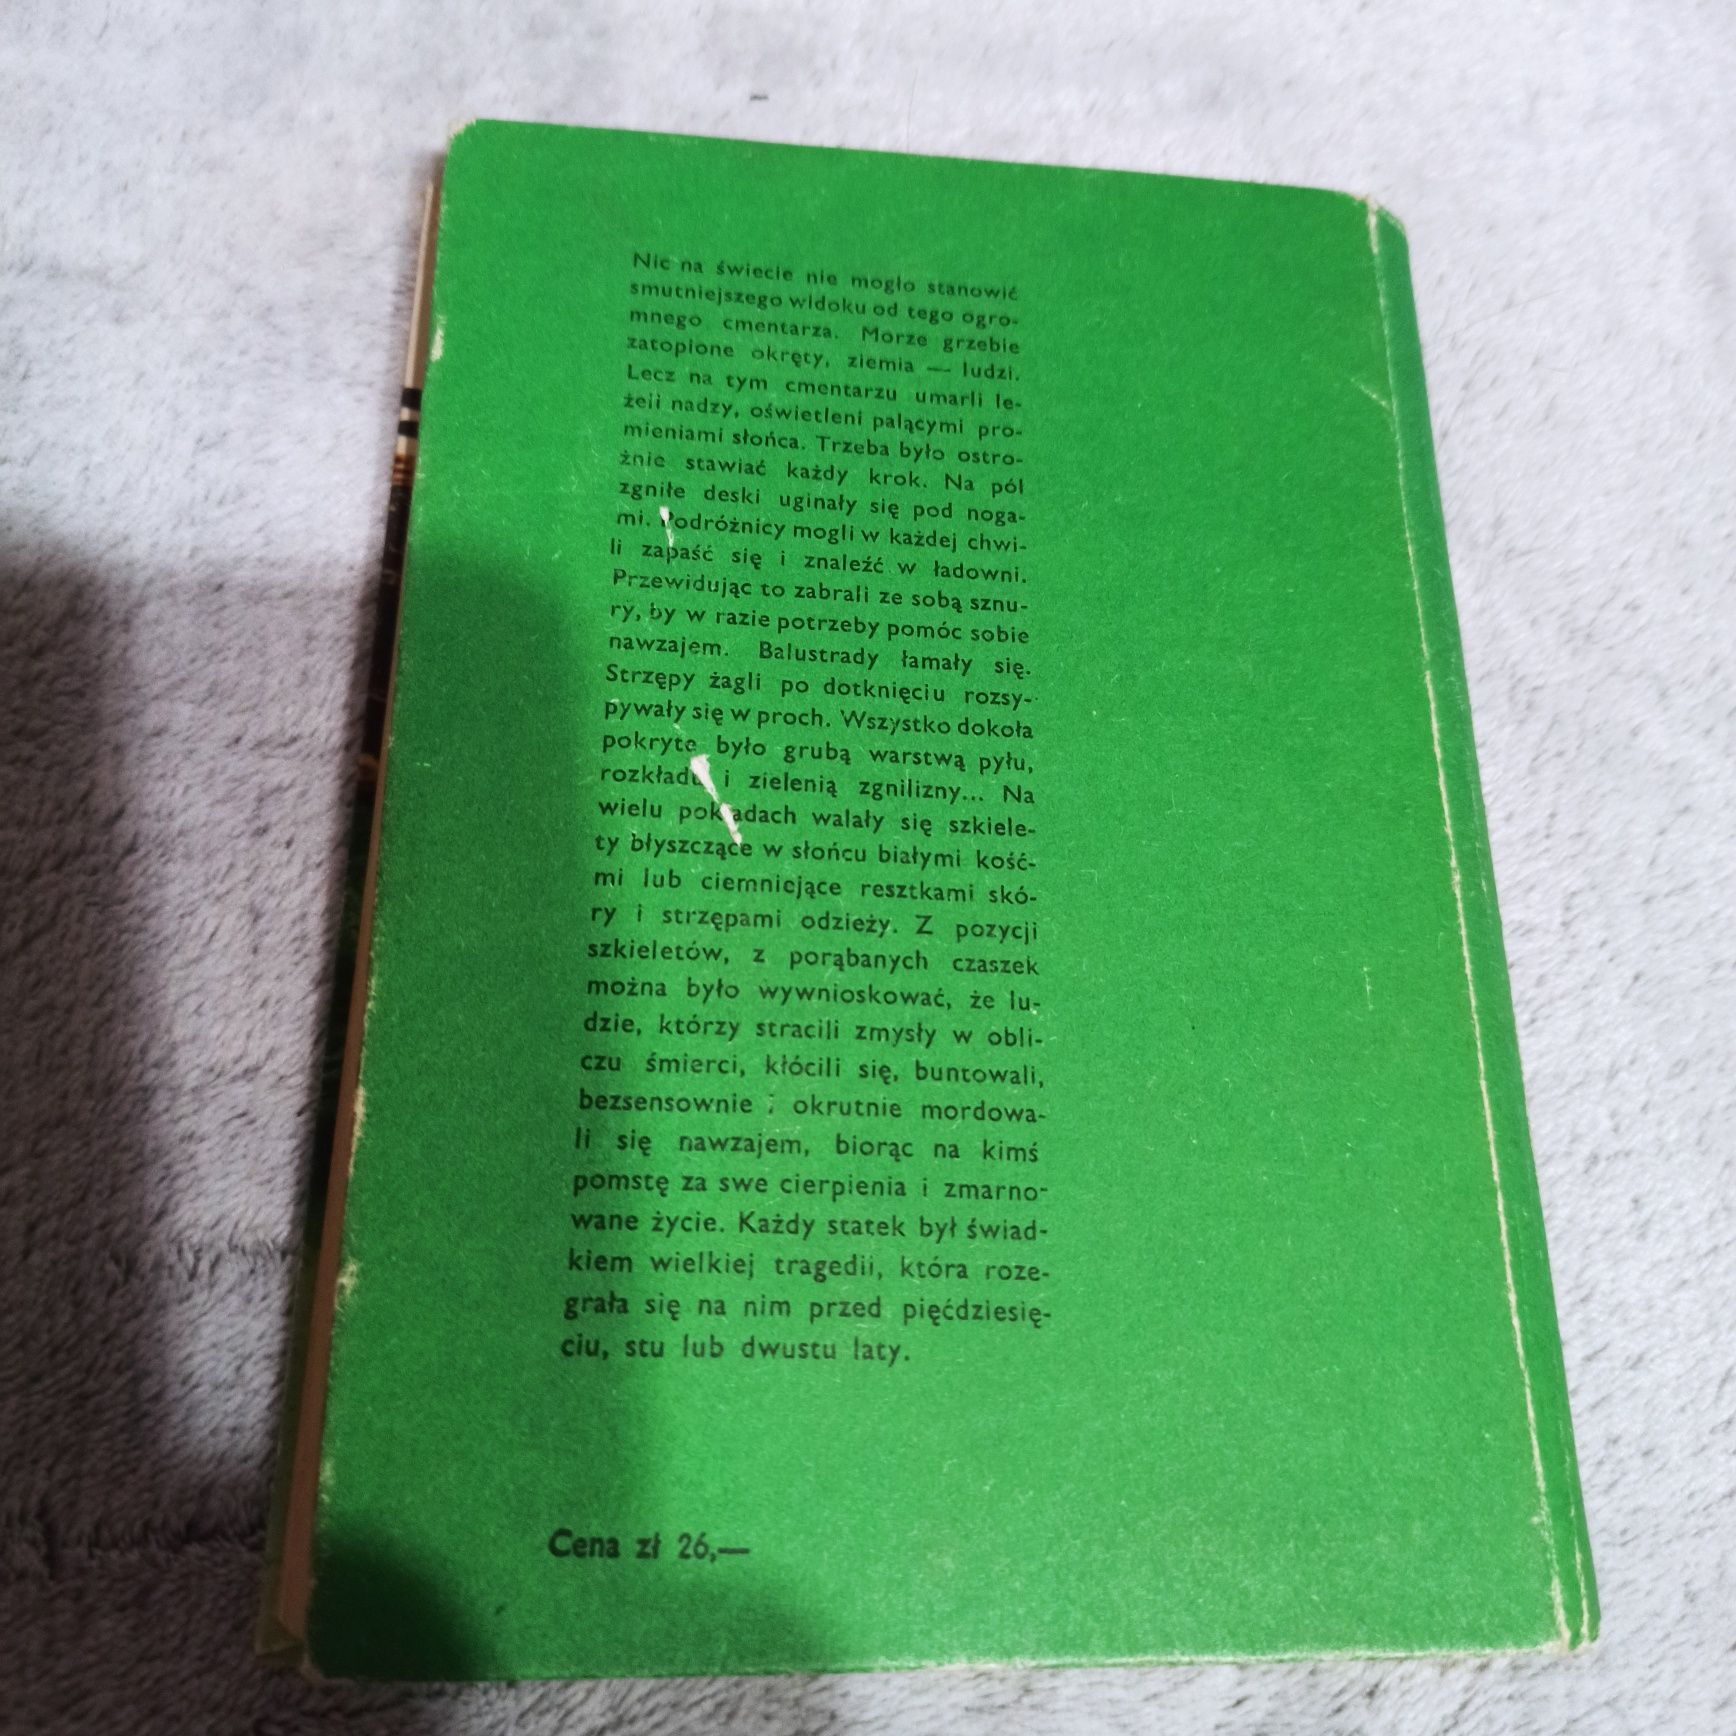 Nic na świecie nie mogło stanowić
smutniejszego widoku od tego ogro-
mnego cmentarza. Morze grzebie
zatopione okręty, ziemia — ludzi.
Lecz na tym cmentarzu umarli le-
żeli nadzy, oświetleni palącymi pro-
mieniami słońca. Trzeba było ostro-
żnie stawiać każdy krok. Na pół
zgniłe deski uginały się pod noga-
mi. Podróżnicy mogli w każdej chwi-
li zapaść się i znaleźć w ładowni.
Przewidując to zabrali ze sobą sznu-
ry, by w razie potrzeby pomóc sobie
nawzajem. Balustrady łamały się.
Strzępy żagli po dotknięciu rozsy-
pywały się w proch. Wszystko dokoła
pokryte było grubą warstwą pyłu,
rozkładu i zielenią zgnilizny... Na
wielu pokładach walały się szkiele-
ty błyszczące w słońcu białymi kość-
mi lub ciemniejące resztkami skó-
ry i strzępami odzieży. Z pozycji
szkieletów, z porąbanych czaszek
można było wywnioskować, że lu-
dzie, którzy stracili zmysły w obli-
czu śmierci, kłócili się, buntowali,
bezsensownie i okrutnie mordowa-
li się nawzajem, biorąc na kimś
pomstę za swe cierpienia i zmarno-
wane życie. Każdy statek był świad-
kiem wielkiej tragedii, która roze-
grała się na nim przed pięćdziesię-
ciu, stu lub dwustu laty.
Cena zł 26,—